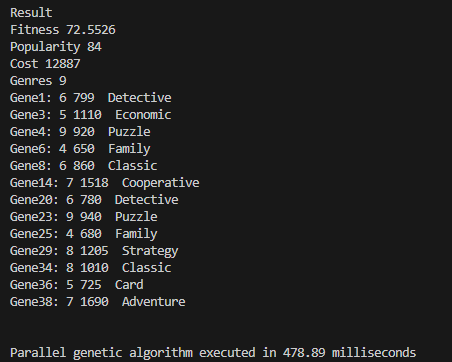 Result
Fitness 72.5526
Popularity 84
Cost 12887
Genres 9
Gene1: 6 799  Detective
Gene3: 5 1110  Economic
Gene4: 9 920  Puzzle
Gene6: 4 650  Family
Gene8: 6 860  Classic
Gene14: 7 1518  Cooperative
Gene20: 6 780  Detective
Gene23: 9 940  Puzzle
Gene25: 4 680  Family
Gene29: 8 1205  Strategy
Gene34: 8 1010  Classic
Gene36: 5 725  Card
Gene38: 7 1690  Adventure
Parallel genetic algorithm executed in 478.89 milliseconds